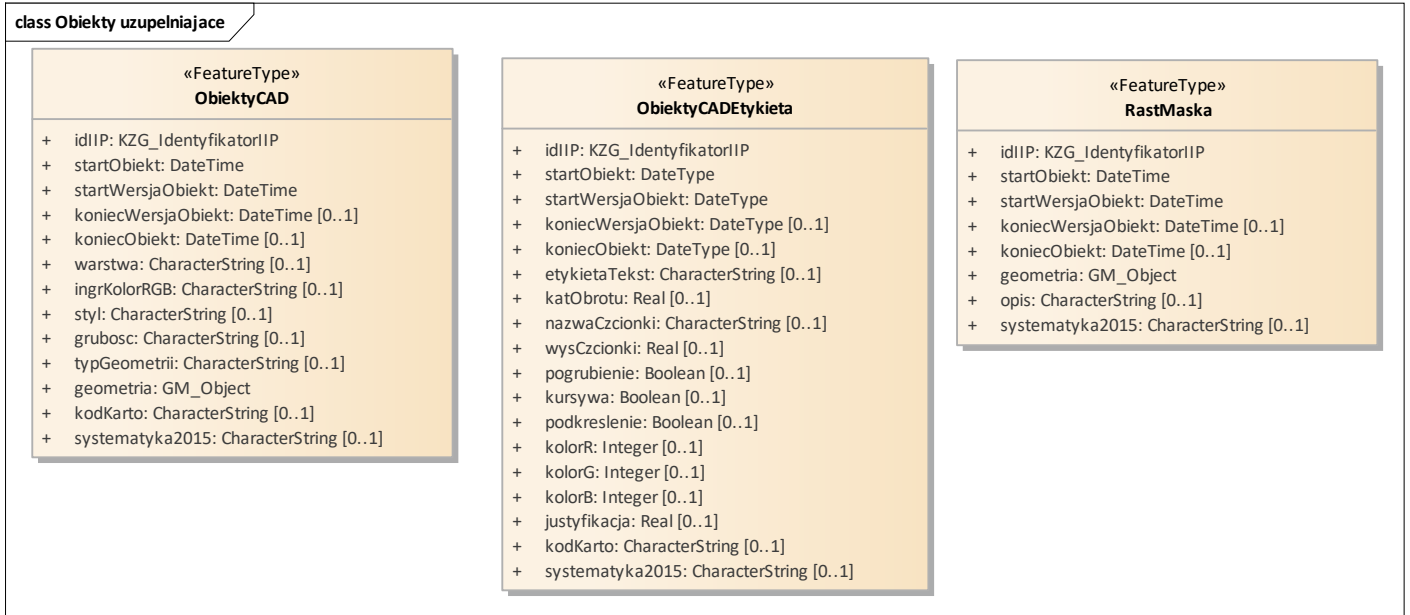 class Obiekty uzupelniajace
«FeatureType»
ObiektyCAD
+ idIIP: KZG_IdentyfikatorIIP
+ startObiekt: DateTime
+ startWersjaObiekt: DateTime
+ koniecWersjaObiekt: DateTime [0..1]
+ koniecObiekt: DateTime [0..1]
+ warstwa: CharacterString [0..1]
+ ingrKolorRGB: CharacterString [0..1]
+ styl: CharacterString [0..1]
+ grubosc: CharacterString [0..1]
+ typGeometrii: CharacterString [0..1]
+ geometria: GM_Object
+ kodKarto: CharacterString [0..1]
+ systematyka2015: CharacterString [0..1]
«FeatureType»
ObiektyCADEtykieta
+ idIIP: KZG_IdentyfikatorIIP
+ startObiekt: DateType
+ startWersjaObiekt: DateType
+ koniecWersjaObiekt: DateType [0..1]
+ koniecObiekt: DateType [0..1]
+ etykietaTekst: CharacterString [0..1]
+ katObrotu: Real [0..1]
+ nazwaCzcionki: CharacterString [0..1]
+ wysCzcionki: Real [0..1]
+ pogrubienie: Boolean [0..1]
+ kursywa: Boolean [0..1]
+ podkreslenie: Boolean [0..1]
+ kolorR: Integer [0..1]
+ kolorG: Integer [0..1]
+ kolorB: Integer [0..1]
+ justyfikacja: Real [0..1]
+ kodKarto: CharacterString [0..1]
+ systematyka2015: CharacterString [0..1]
«FeatureType»
RastMaska
+ idIIP: KZG_IdentyfikatorIIP
+ startObiekt: DateTime
+ startWersjaObiekt: DateTime
+ koniecWersjaObiekt: DateTime [0..1]
+ koniecObiekt: DateTime [0..1]
+ geometria: GM_Object
+ opis: CharacterString [0..1]
+ systematyka2015: CharacterString [0..1]